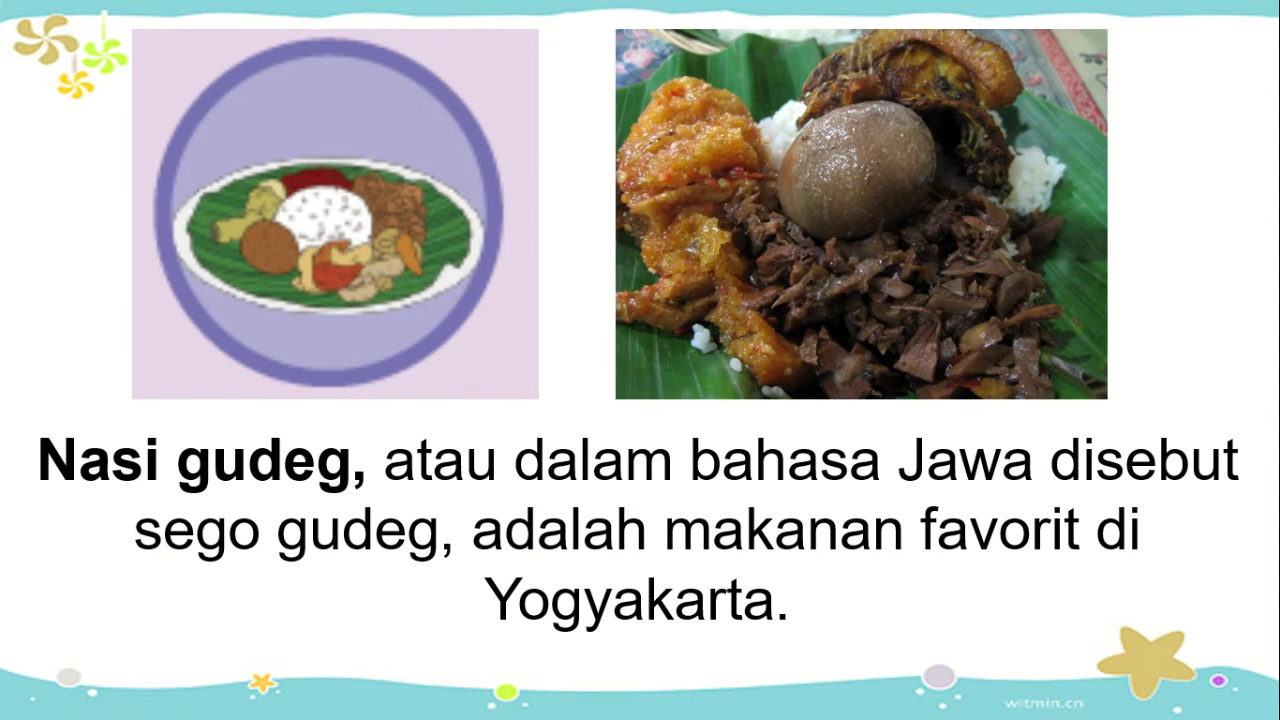 Nasi gudeg, atau dalam bahasa Jawa disebut
sego gudeg, adalah makanan favorit di
Yogyakarta.
witmin.cn